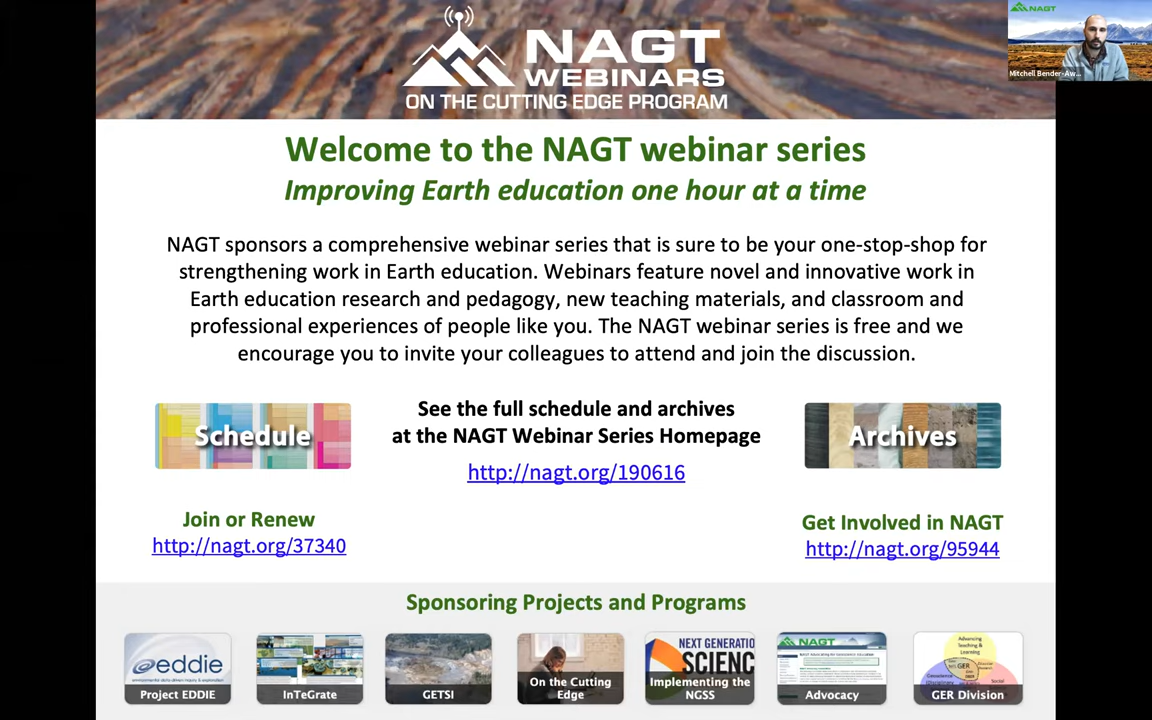 NAGT
WEBINARS
ON THE CUTTING EDGE PROGRAM
NAGT
Mitchell Bender-Aw...
Welcome to the NAGT webinar series
Improving Earth education one hour at a time
NAGT sponsors a comprehensive webinar series that is sure to be your one-stop-shop for
strengthening work in Earth education. Webinars feature novel and innovative work in
Earth education research and pedagogy, new teaching materials, and classroom and
professional experiences of people like you. The NAGT webinar series is free and we
encourage you to invite your colleagues to attend and join the discussion.
Schedule
See the full schedule and archives
at the NAGT Webinar Series Homepage
http://nagt.org/190616
Archives
Join or Renew
http://nagt.org/37340
Get Involved in NAGT
http://nagt.org/95944
Sponsoring Projects and Programs
eddie
Project EDDIE
InTeGrate
GETSI
On the Cutting
Edge
NEXT GENERATIO
SCIENC
Implementing the
NGSS
NAGT
Advocacy
Advancing
Teaching &
Learning
GER
Social
GER Division